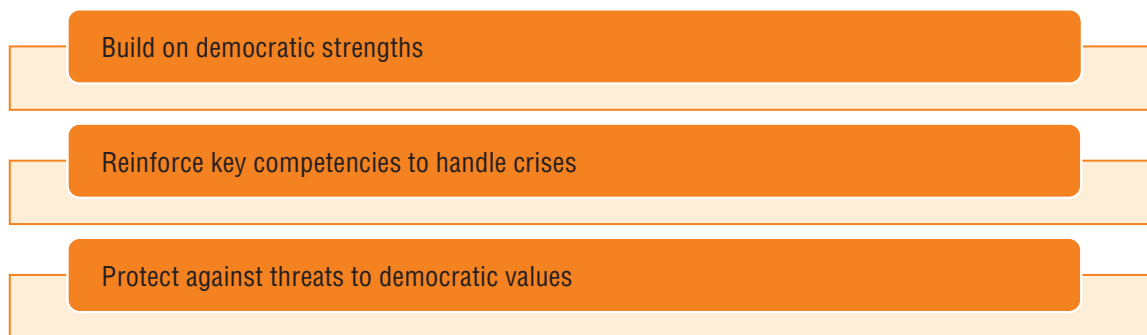 Build on democratic strengths
Reinforce key competencies to handle crises
Protect against threats to democratic values